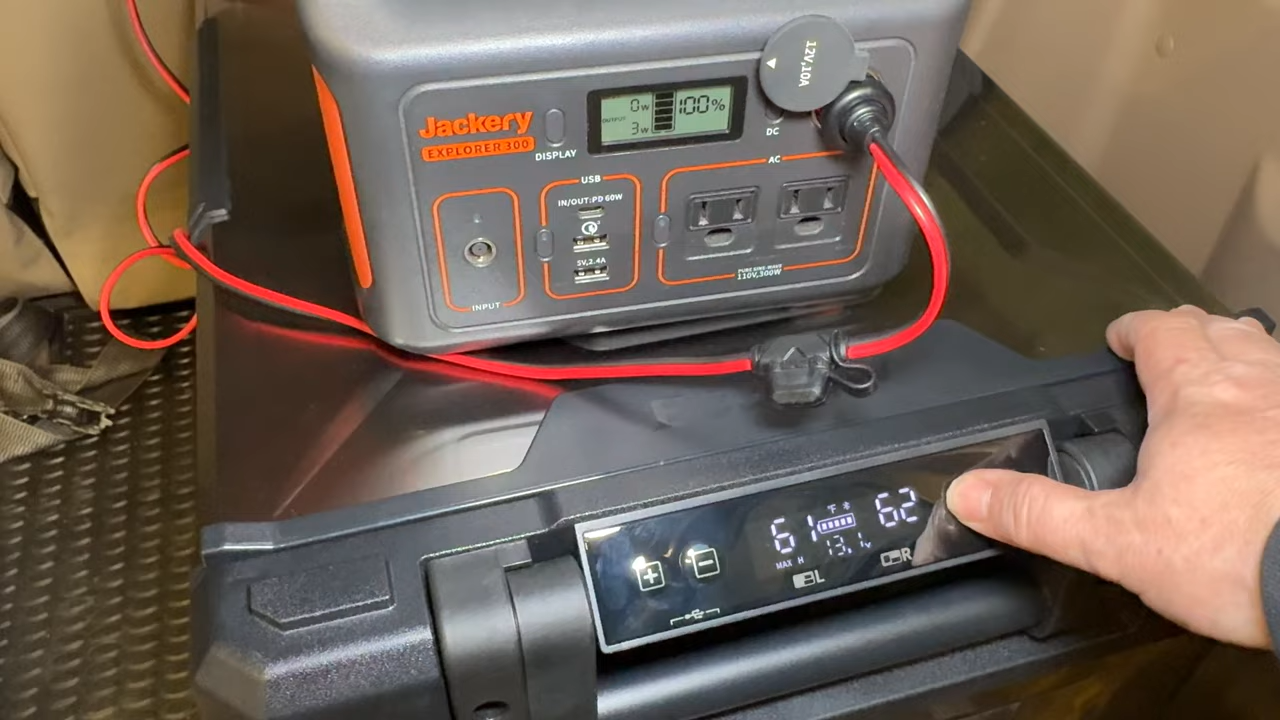 12V,10A
Jackery
EXPLORER 300
DISPLAY
0w
100%
OUTPUT
3w
DC
AC
USB
IN/OUT:PD 60W
5V,2.4A
INPUT
PURE SINE-WAVE
110V,300W
61
°F
62
13.1v
MAX H
L
R
+
−